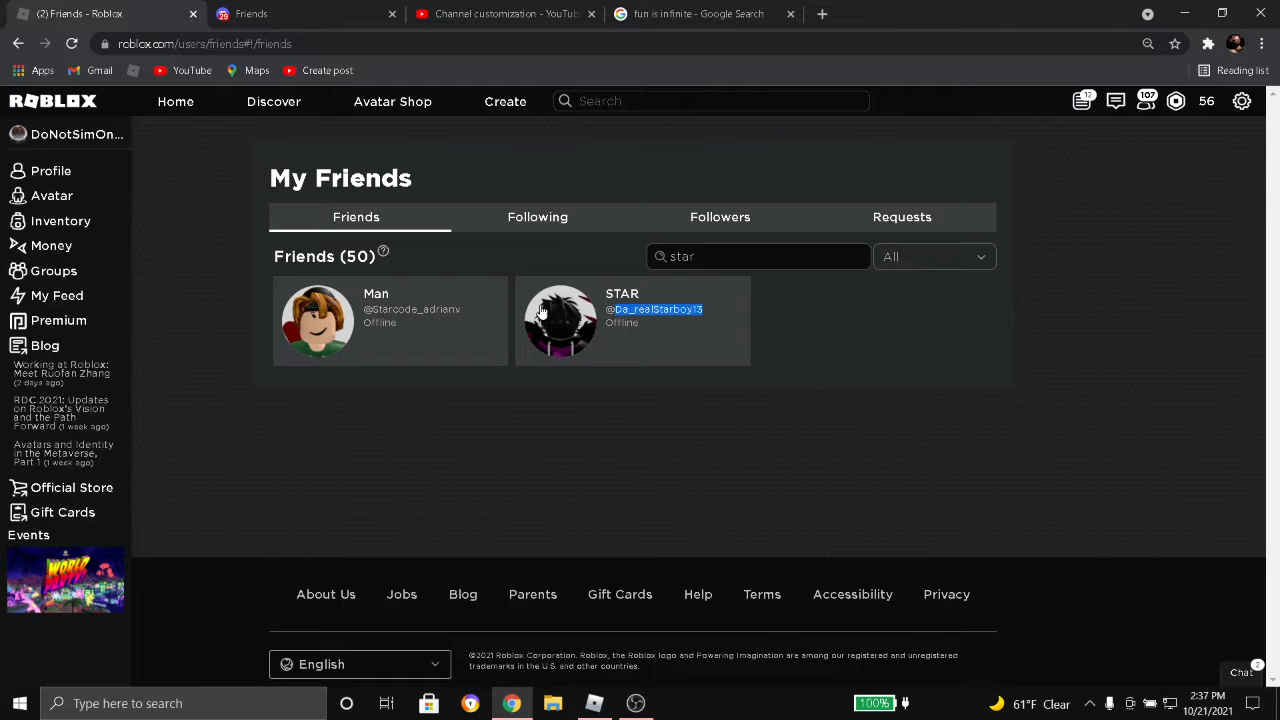 (2) Friends - Roblox
29
Friends
Channel customization - YouTub
fun is infinite - Google Search
roblox.com/users/friends#!/friends
Apps
Gmail
YouTube
Maps
Create post
Reading list
ROBLOX
Home
Discover
Avatar Shop
Create
Search
12
107
56
DoNotSimOn...
Profile
Avatar
Inventory
Money
Groups
My Feed
Premium
Blog
Working at Roblox:
Meet Ruofan Zhang
(2 days ago)
RDC 2021: Updates
on Roblox's Vision
and the Path
Forward (1 week ago)
Avatars and Identity
in the Metaverse,
Part 1 (1 week ago)
Official Store
Gift Cards
Events
WORLD
PARTY!
My Friends
Friends
Following
Followers
Requests
Friends (50)
?
star
All
Man
@Starcode_adrianv
Offline
STAR
@Da_realStarboy13
Offline
About Us
Jobs
Blog
Parents
Gift Cards
Help
Terms
Accessibility
Privacy
English
©2021 Roblox Corporation. Roblox, the Roblox logo and Powering Imagination are among our registered and unregistered
trademarks in the U.S. and other countries.
Chat
2
Type here to search
100%
61°F Clear
2:37 PM
10/21/2021